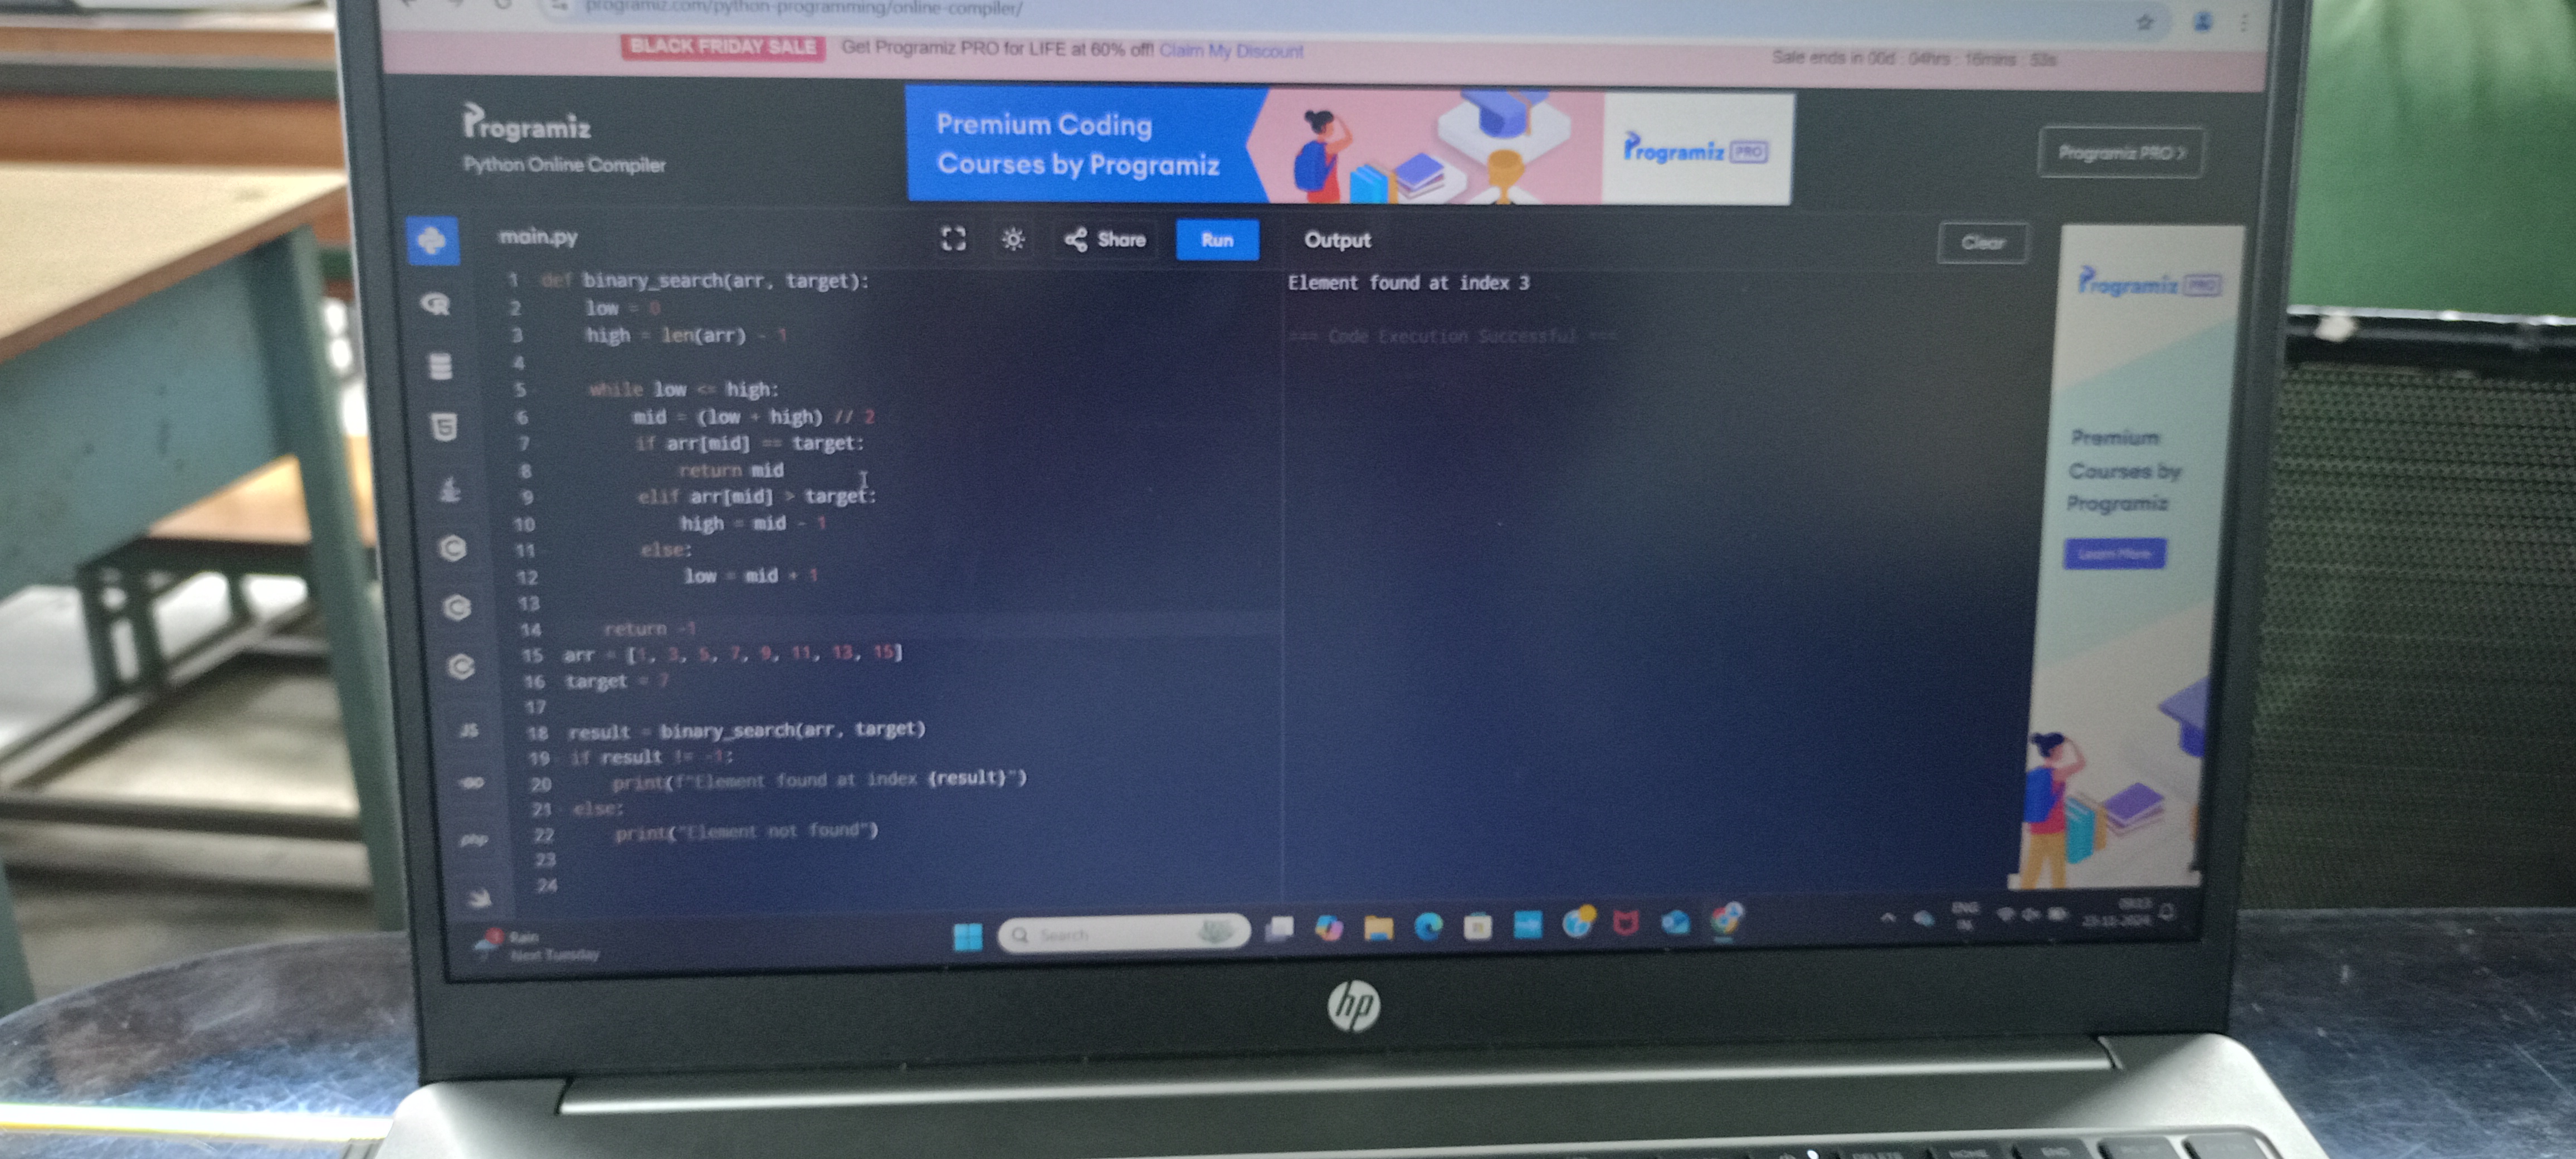 programiz.com/python-programming/online-compiler/
BLACK FRIDAY SALE Get Programiz PRO for LIFE at 60% off! Claim My Discount
Sale ends in 00d : 04hrs : 16mins : 53s
Programiz
Python Online Compiler
Premium Coding
Courses by Programiz
Programiz PRO
Programiz PRO >
main.py
Share
Run
Output
Clear
1 def binary_search(arr, target):
2 low = 0
3 high = len(arr) - 1
4
5 while low <= high:
6 mid = (low + high) // 2
7 if arr[mid] == target:
8 return mid
9 elif arr[mid] > target:
10 high = mid - 1
11 else:
12 low = mid + 1
13
14 return -1
15 arr = [1, 3, 5, 7, 9, 11, 13, 15]
16 target = 7
17
18 result = binary_search(arr, target)
19 if result != -1:
20 print(f"Element found at index {result}")
21 else:
22 print("Element not found")
23
24
Element found at index 3
=== Code Execution Successful ===
Programiz PRO
Premium
Courses by
Programiz
Learn More
JS
GO
php
Rain
Next Tuesday
Search
ENG
IN
hp
DELETE
HOME
END